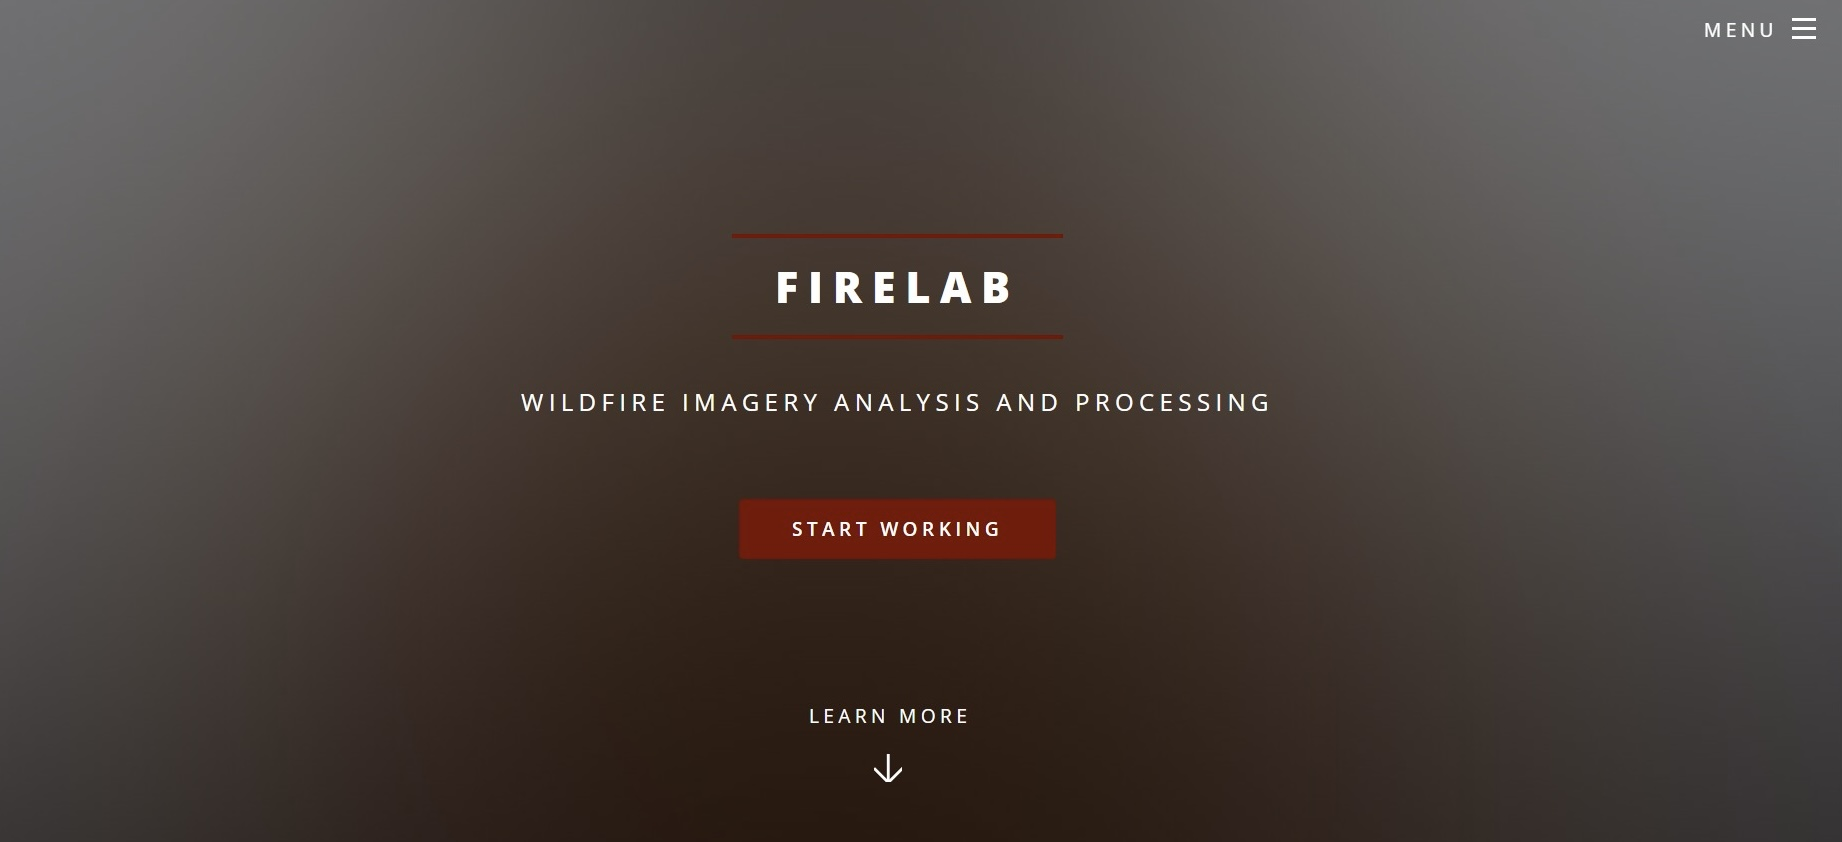 MENU
FIRELAB
WILDFIRE IMAGERY ANALYSIS AND PROCESSING
START WORKING
LEARN MORE